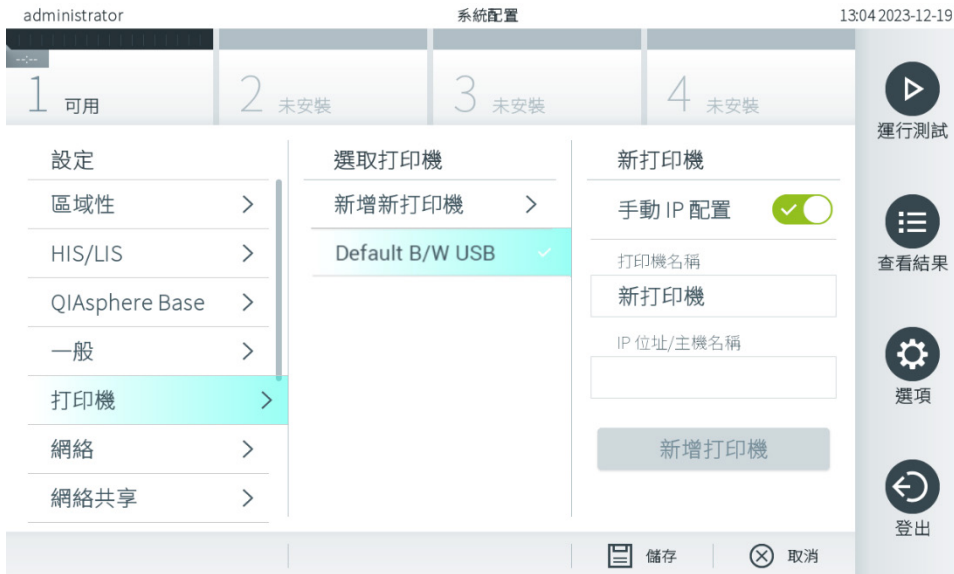 administrator
系統配置
13:04 2023-12-19
--:--
1 可用
2 未安裝
3 未安裝
4 未安裝
設定
區域性
HIS/LIS
QIAsphere Base
一般
打印機
網絡
網絡共享
選取打印機
新增新打印機
Default B/W USB
新打印機
手動 IP 配置
打印機名稱
新打印機
IP 位址/主機名稱
新增打印機
運行測試
查看結果
選項
登出
儲存
取消